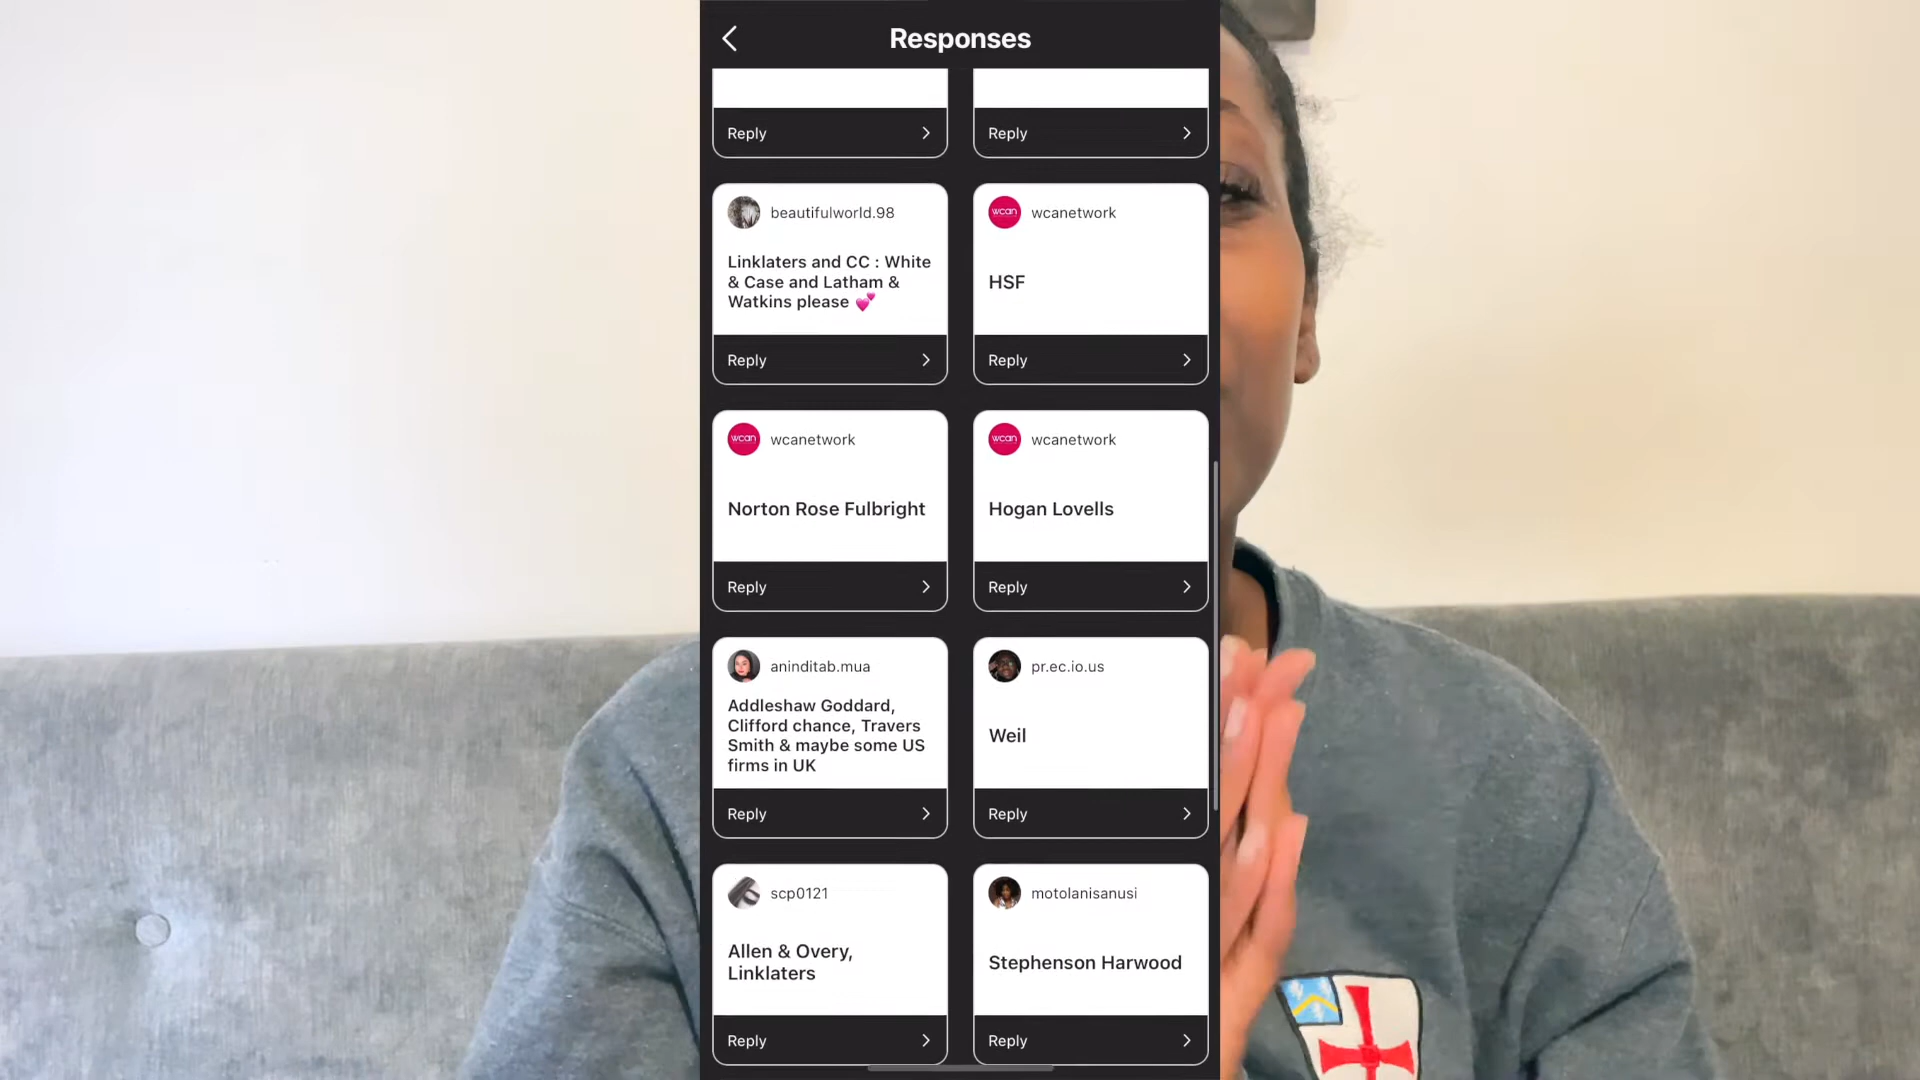 Responses
Reply
Reply
beautifulworld.98
Linklaters and CC : White
& Case and Latham &
Watkins please 💕
Reply
wcan
wcanetwork
HSF
Reply
wcan
wcanetwork
Norton Rose Fulbright
Reply
wcan
wcanetwork
Hogan Lovells
Reply
aninditab.mua
Addleshaw Goddard,
Clifford chance, Travers
Smith & maybe some US
firms in UK
Reply
pr.ec.io.us
Weil
Reply
scp0121
Allen & Overy,
Linklaters
Reply
motolanisanusi
Stephenson Harwood
Reply